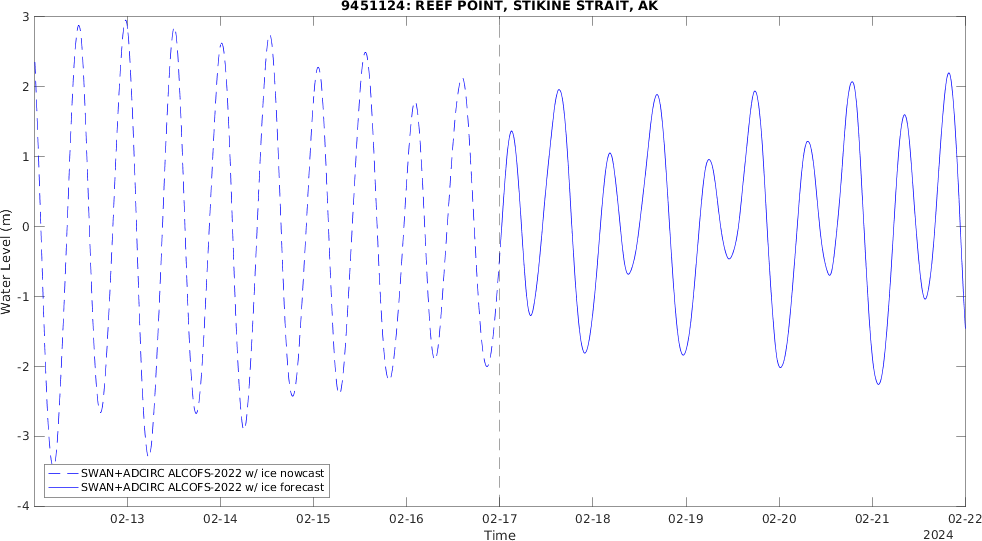 9451124: REEF POINT, STIKINE STRAIT, AK
Water Level (m)
3
2
1
0
-1
-2
-3
-4
SWAN+ADCIRC ALCOFS-2022 w/ ice nowcast
SWAN+ADCIRC ALCOFS-2022 w/ ice forecast
02-13 02-14 02-15 02-16 02-17 02-18 02-19 02-20 02-21 02-22
Time
2024